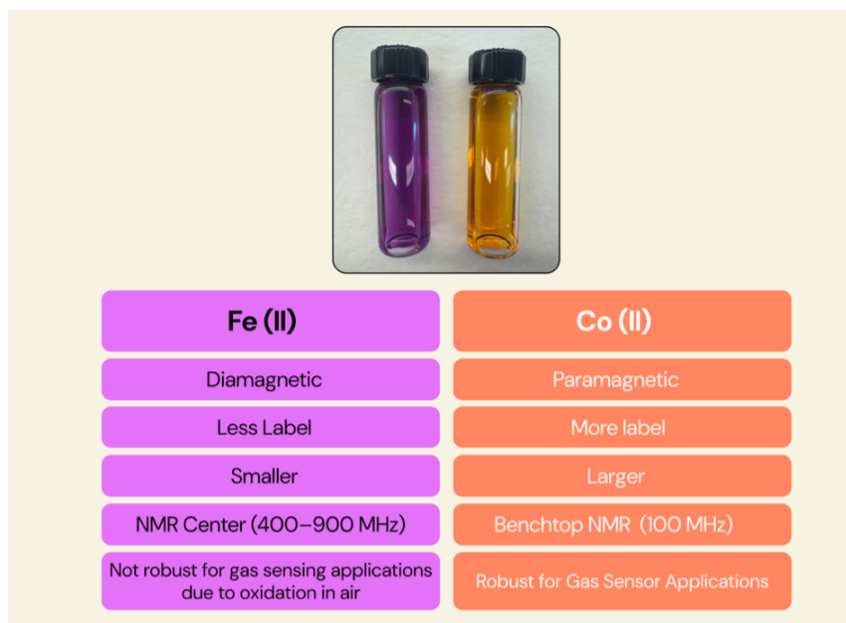 Fe (II)
Co (II)
Diamagnetic
Paramagnetic
Less Label
More label
Smaller
Larger
NMR Center (400–900 MHz)
Benchtop NMR (100 MHz)
Not robust for gas sensing applications
due to oxidation in air
Robust for Gas Sensor Applications